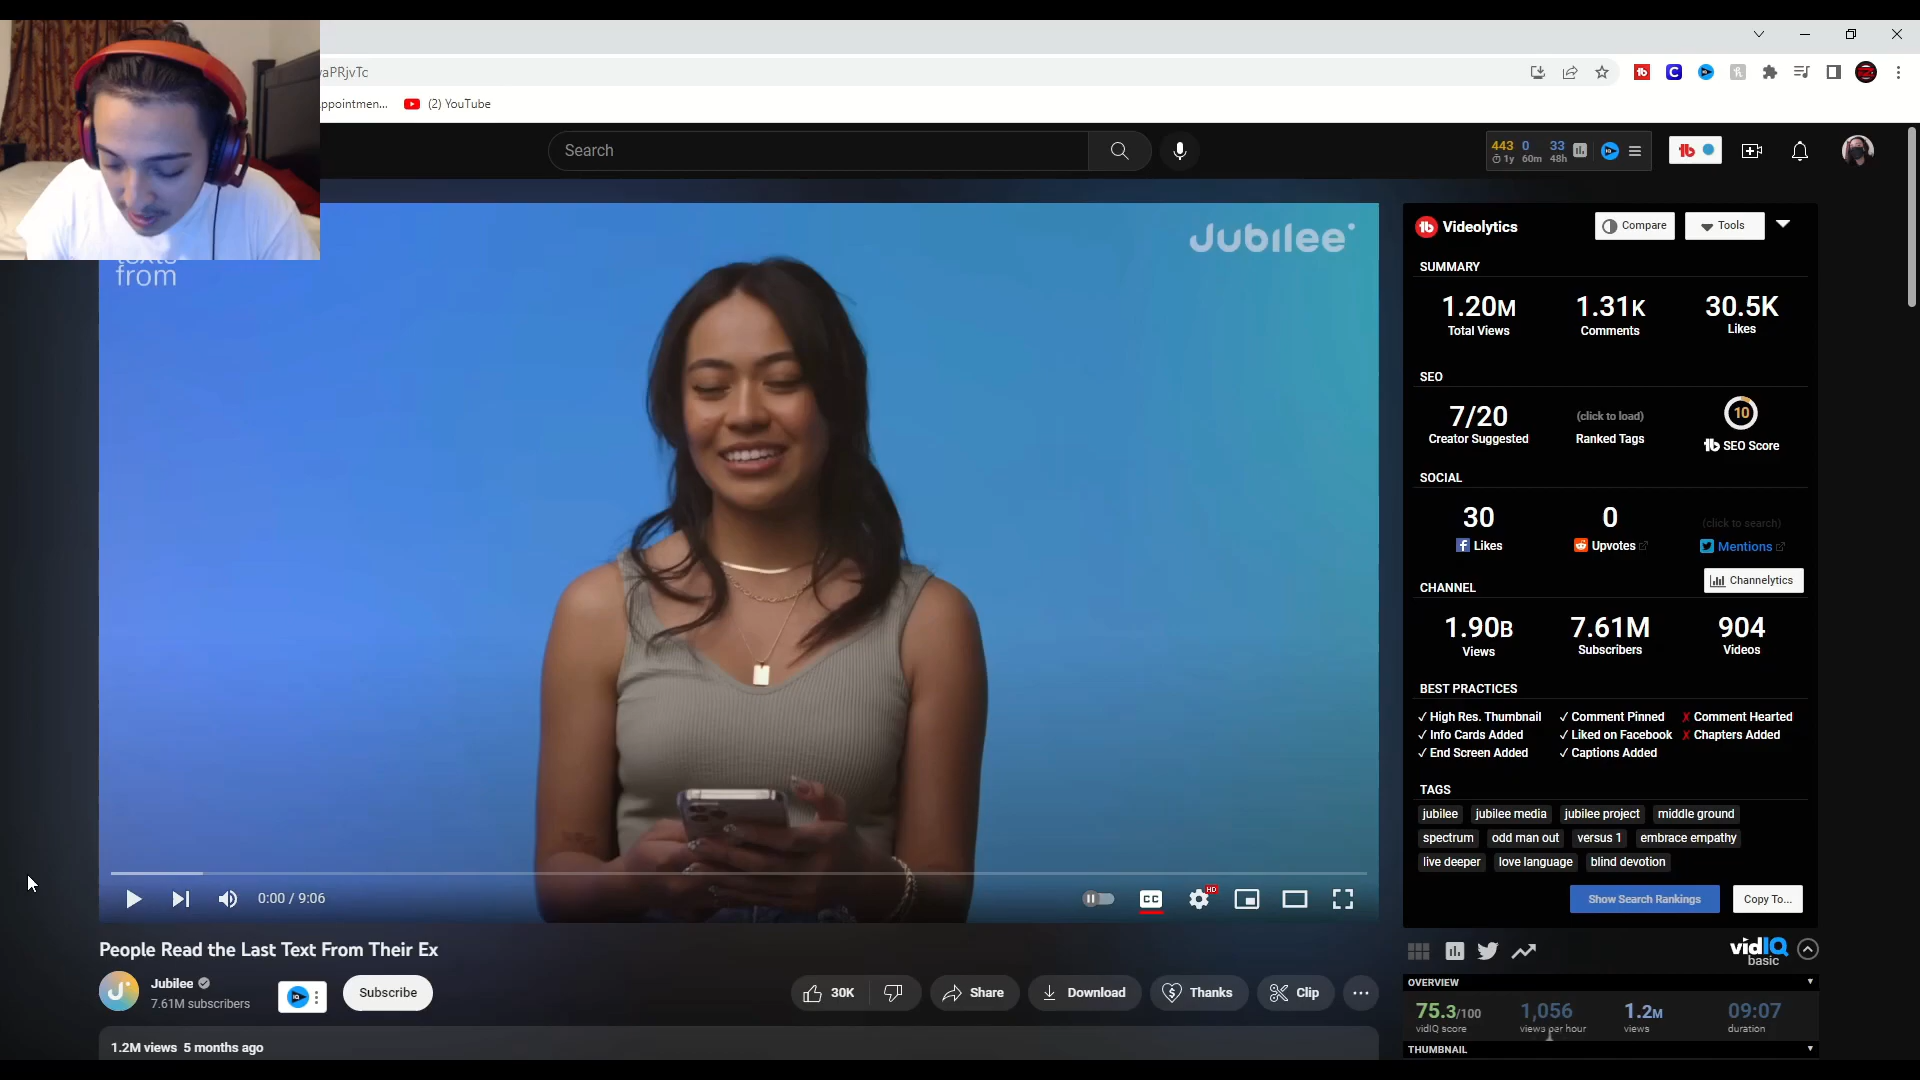 aPRjvTc
ppointmen...
(2) YouTube
Search
443 0 33
1y 60m 48h
from
Jubilee
Videolytics
Compare
Tools
SUMMARY
1.20M 1.31K 30.5K
Total Views Comments Likes
SEO
7/20 (click to load) 10
Creator Suggested Ranked Tags SEO Score
SOCIAL
30 0 (click to search)
Likes Upvotes Mentions
CHANNEL
Channelytics
1.90B 7.61M 904
Views Subscribers Videos
BEST PRACTICES
✓ High Res. Thumbnail ✓ Comment Pinned ✗ Comment Hearted
✓ Info Cards Added ✓ Liked on Facebook ✗ Chapters Added
✓ End Screen Added ✓ Captions Added
TAGS
jubilee jubilee media jubilee project middle ground
spectrum odd man out versus 1 embrace empathy
live deeper love language blind devotion
Show Search Rankings Copy To...
0:00 / 9:06
CC
HD
People Read the Last Text From Their Ex
Jubilee
7.61M subscribers
Subscribe
30K
Share
Download
Thanks
Clip
1.2M views 5 months ago
vidIQ
basic
OVERVIEW
75.3/100 1,056 1.2M 09:07
vidIQ score views per hour views duration
THUMBNAIL